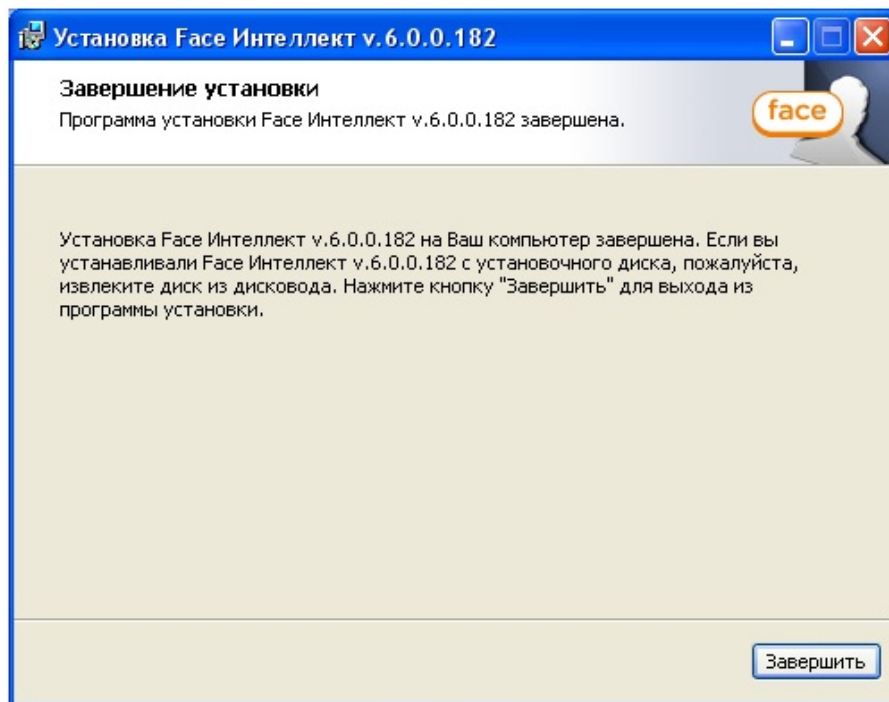 Установка Face Интеллект v.6.0.0.182
Завершение установки
Программа установки Face Интеллект v.6.0.0.182 завершена.
face
Установка Face Интеллект v.6.0.0.182 на Ваш компьютер завершена. Если вы
устанавливали Face Интеллект v.6.0.0.182 с установочного диска, пожалуйста,
извлеките диск из дисковода. Нажмите кнопку "Завершить" для выхода из
программы установки.
Завершить